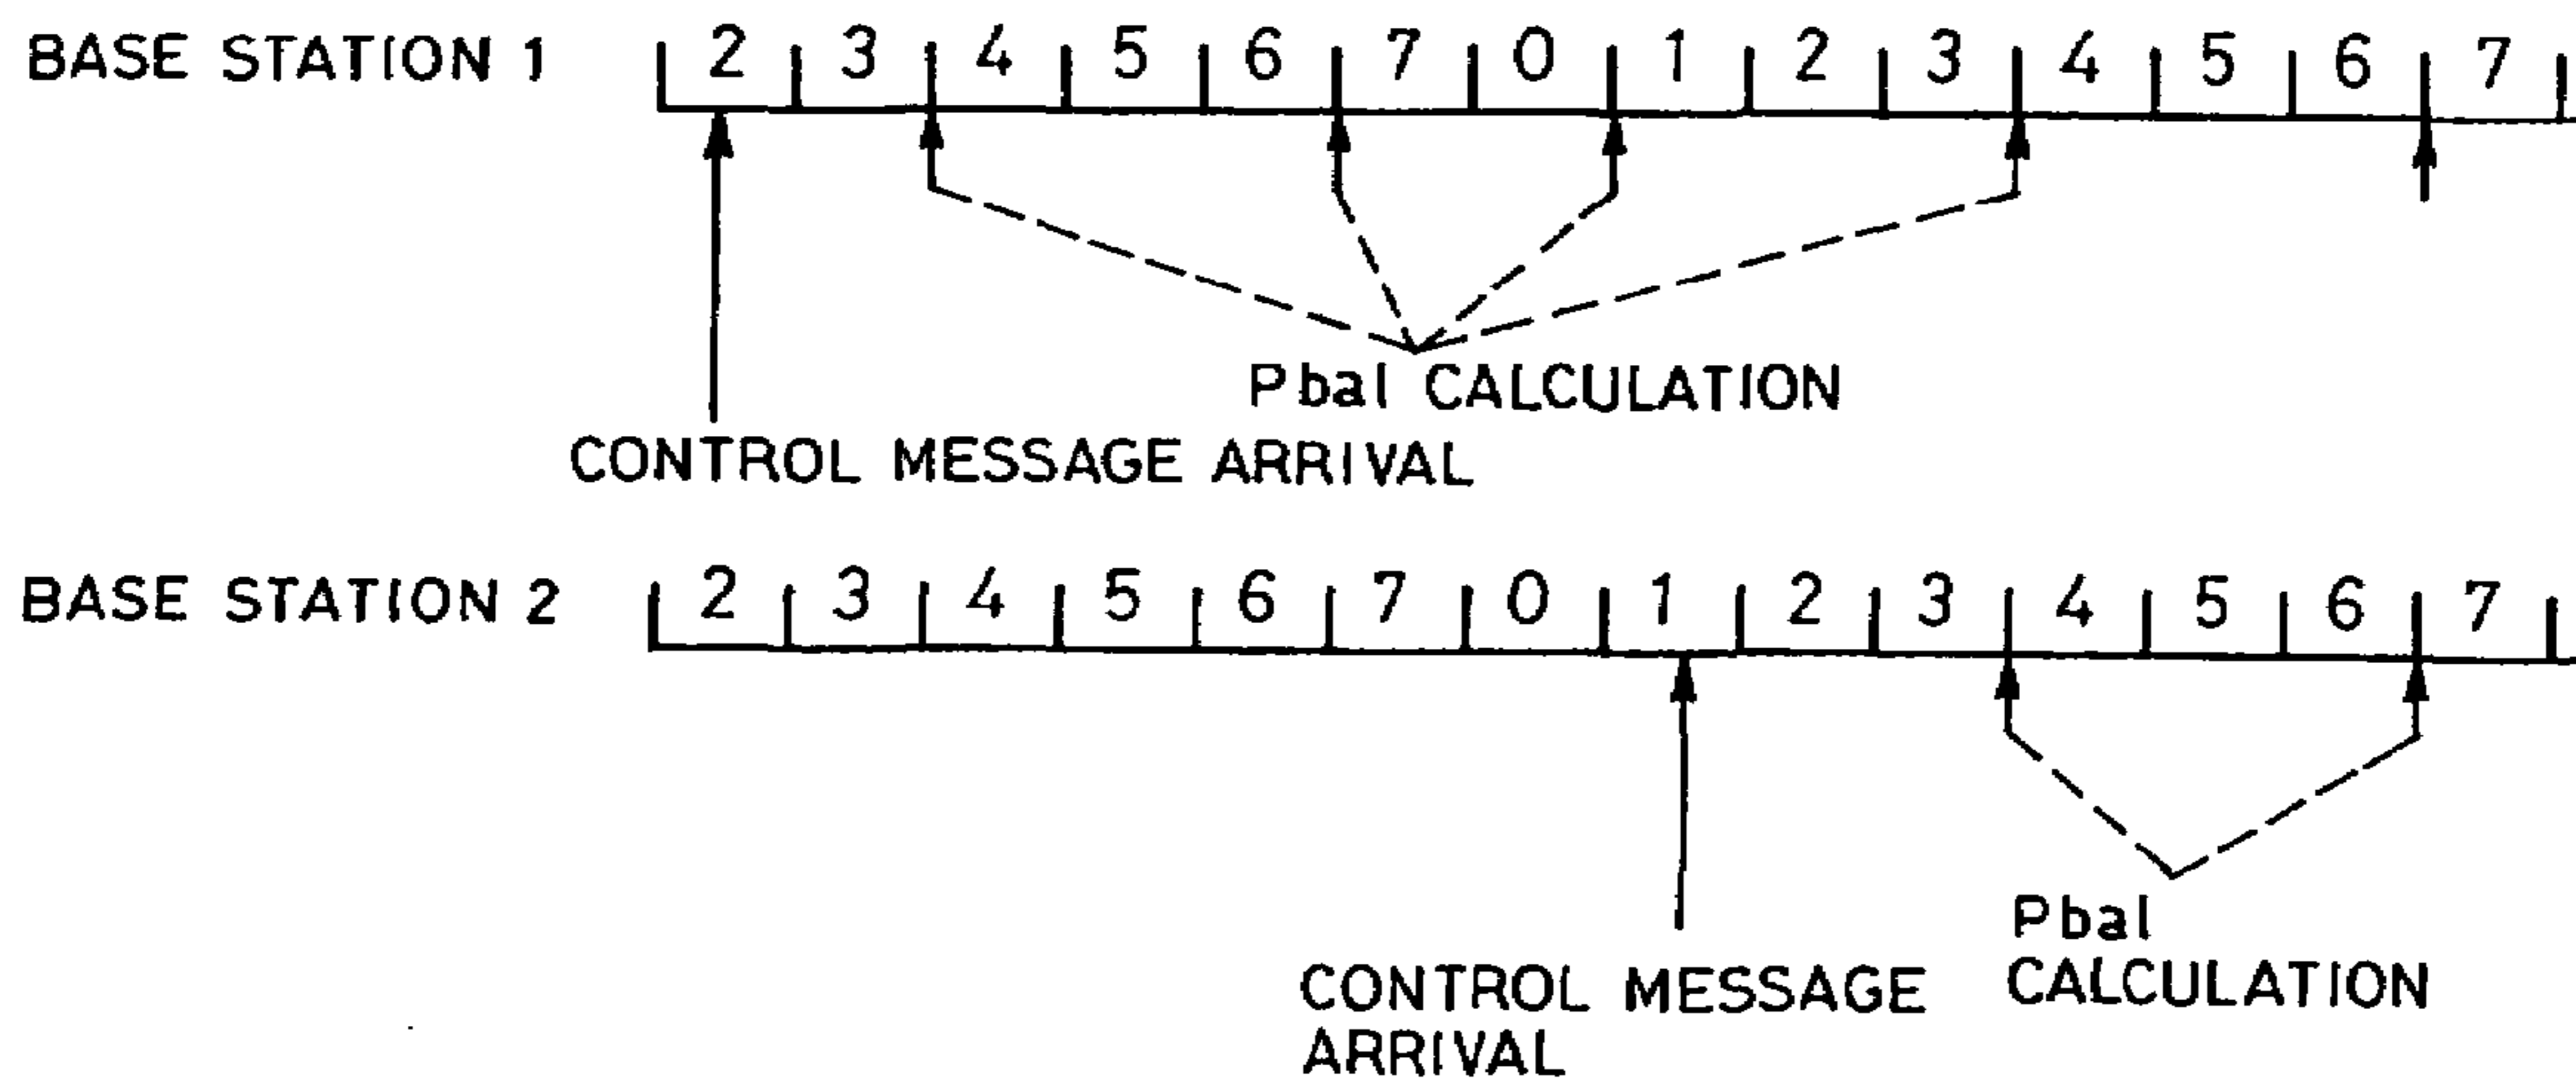 BASE STATION 1 2 3 4 5 6 7 0 1 2 3 4 5 6 7
Pbal CALCULATION
CONTROL MESSAGE ARRIVAL
BASE STATION 2 2 3 4 5 6 7 0 1 2 3 4 5 6 7
Pbal
CALCULATION
CONTROL MESSAGE
ARRIVAL